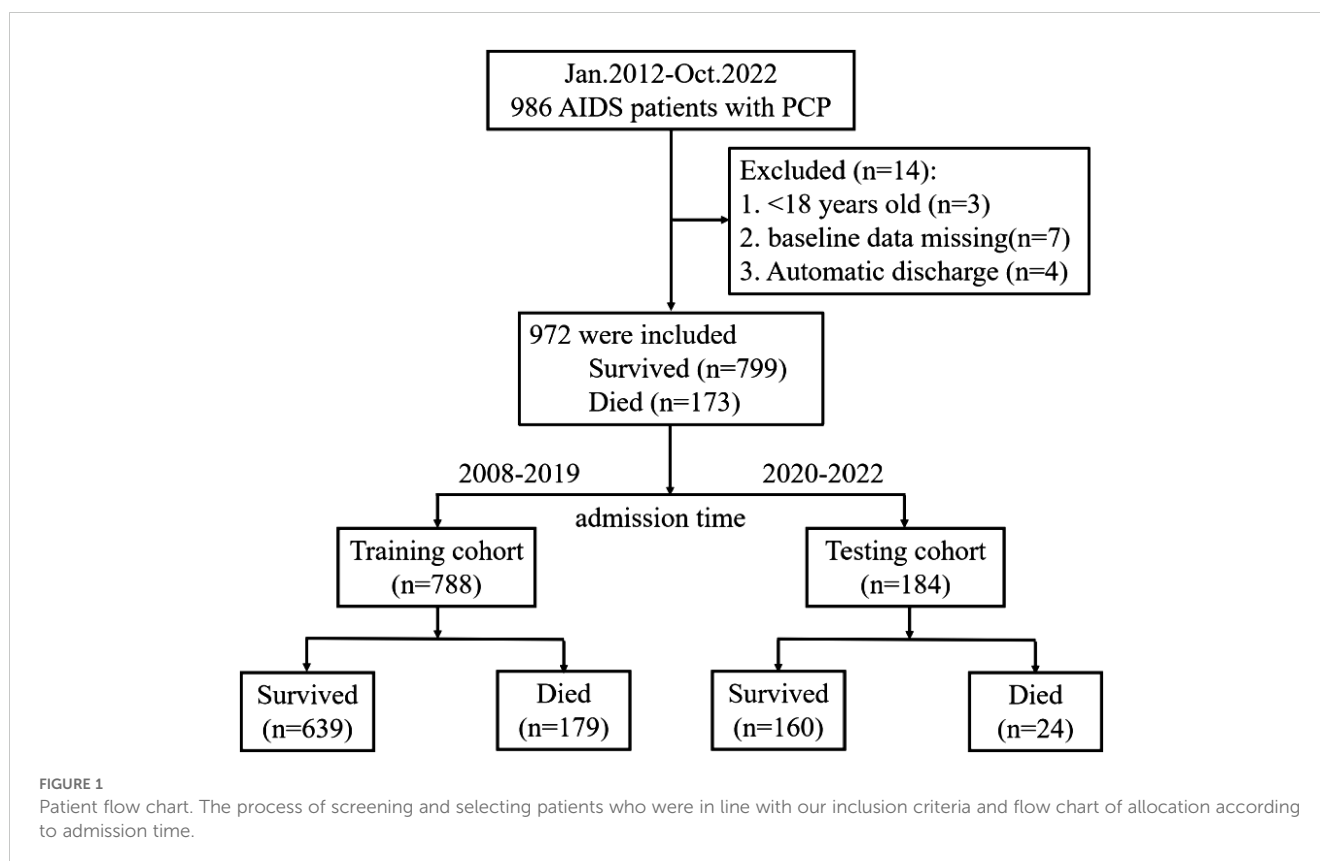 Jan.2012-Oct.2022
986 AIDS patients with PCP
Excluded (n=14):
1. <18 years old (n=3)
2. baseline data missing(n=7)
3. Automatic discharge (n=4)
972 were included
Survived (n=799)
Died (n=173)
2008-2019
2020-2022
admission time
Training cohort
(n=788)
Testing cohort
(n=184)
Survived
(n=639)
Died
(n=179)
Survived
(n=160)
Died
(n=24)
FIGURE 1
Patient flow chart. The process of screening and selecting patients who were in line with our inclusion criteria and flow chart of allocation according
to admission time.